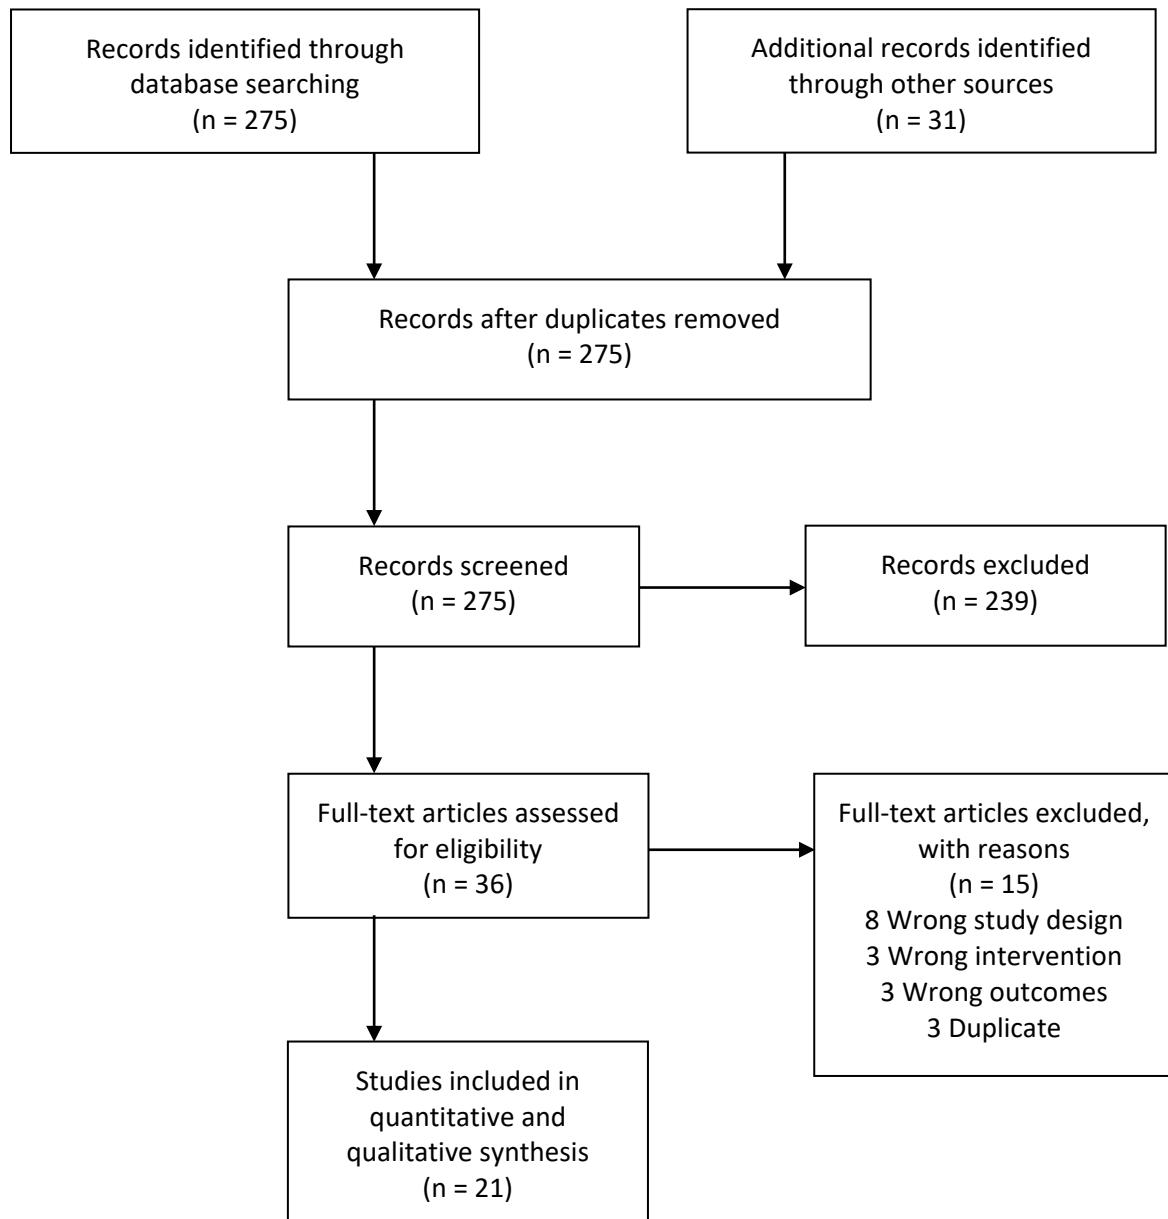 Records identified through
database searching
(n = 275)
Additional records identified
through other sources
(n = 31)
Records after duplicates removed
(n = 275)
Records screened
(n = 275)
Records excluded
(n = 239)
Full-text articles assessed
for eligibility
(n = 36)
Full-text articles excluded,
with reasons
(n = 15)
8 Wrong study design
3 Wrong intervention
3 Wrong outcomes
3 Duplicate
Studies included in
quantitative and
qualitative synthesis
(n = 21)